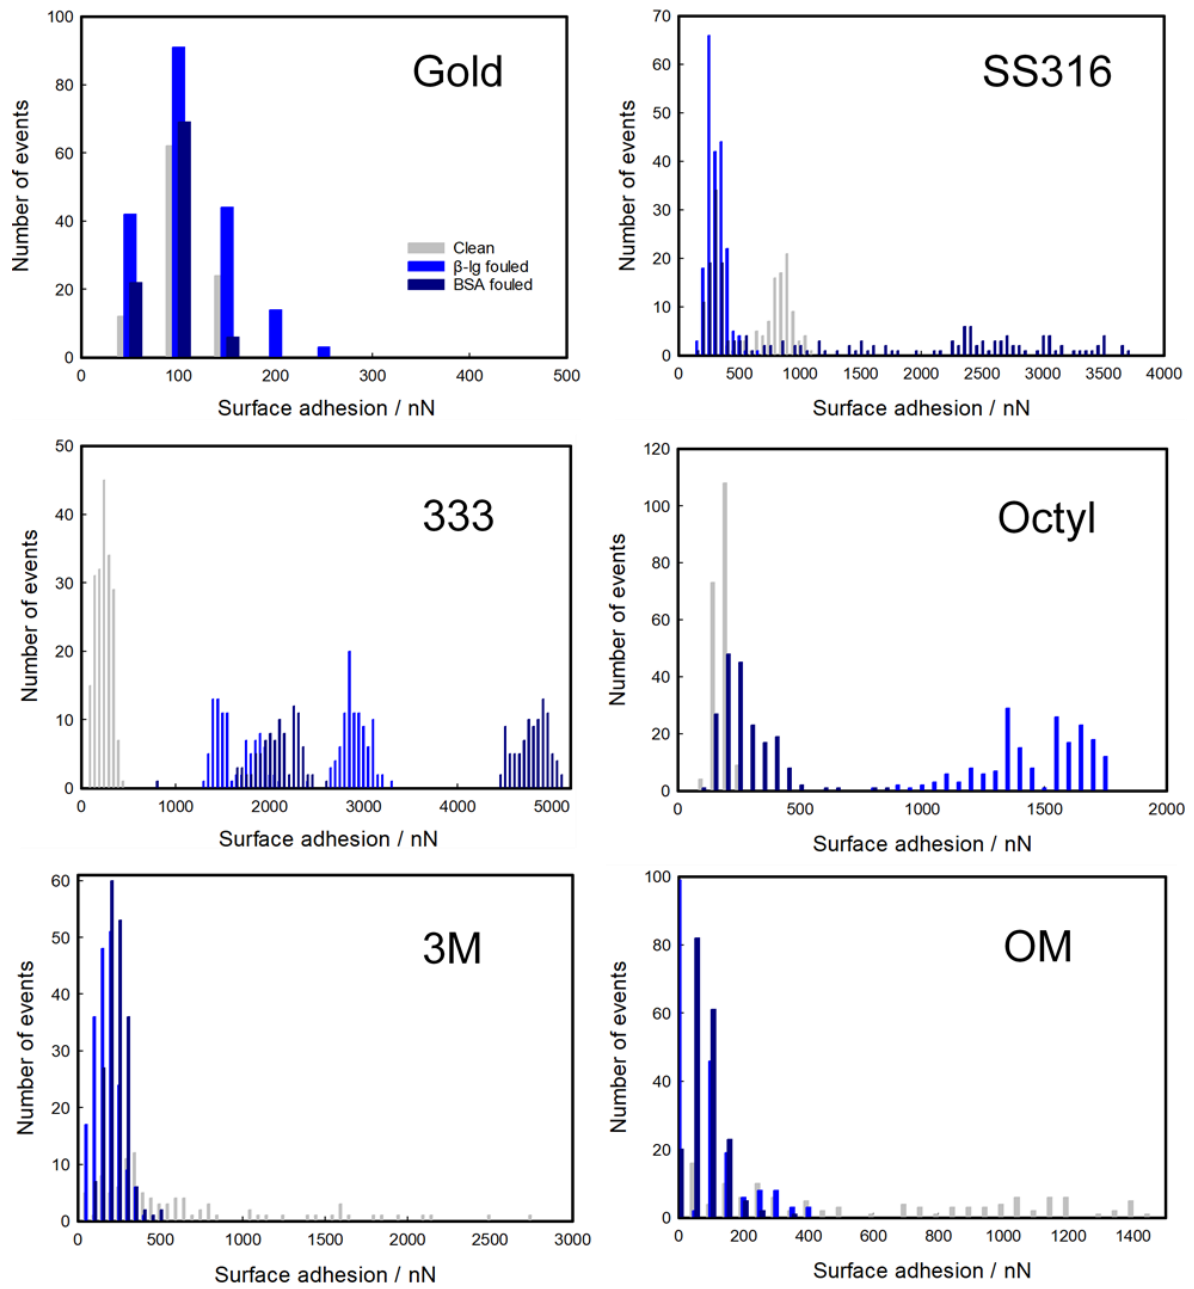 Gold
Number of events
100
80
60
40
20
0
Clean
β-lg fouled
BSA fouled
0 100 200 300 400 500
Surface adhesion / nN
SS316
Number of events
70
60
50
40
30
20
10
0
0 500 1000 1500 2000 2500 3000 3500 4000
Surface adhesion / nN
333
Number of events
50
40
30
20
10
0
0 1000 2000 3000 4000 5000
Surface adhesion / nN
Octyl
Number of events
120
100
80
60
40
20
0
0 500 1000 1500 2000
Surface adhesion / nN
3M
Number of events
60
50
40
30
20
10
0
0 500 1000 1500 2000 2500 3000
Surface adhesion / nN
OM
Number of events
100
80
60
40
20
0
0 200 400 600 800 1000 1200 1400
Surface adhesion / nN